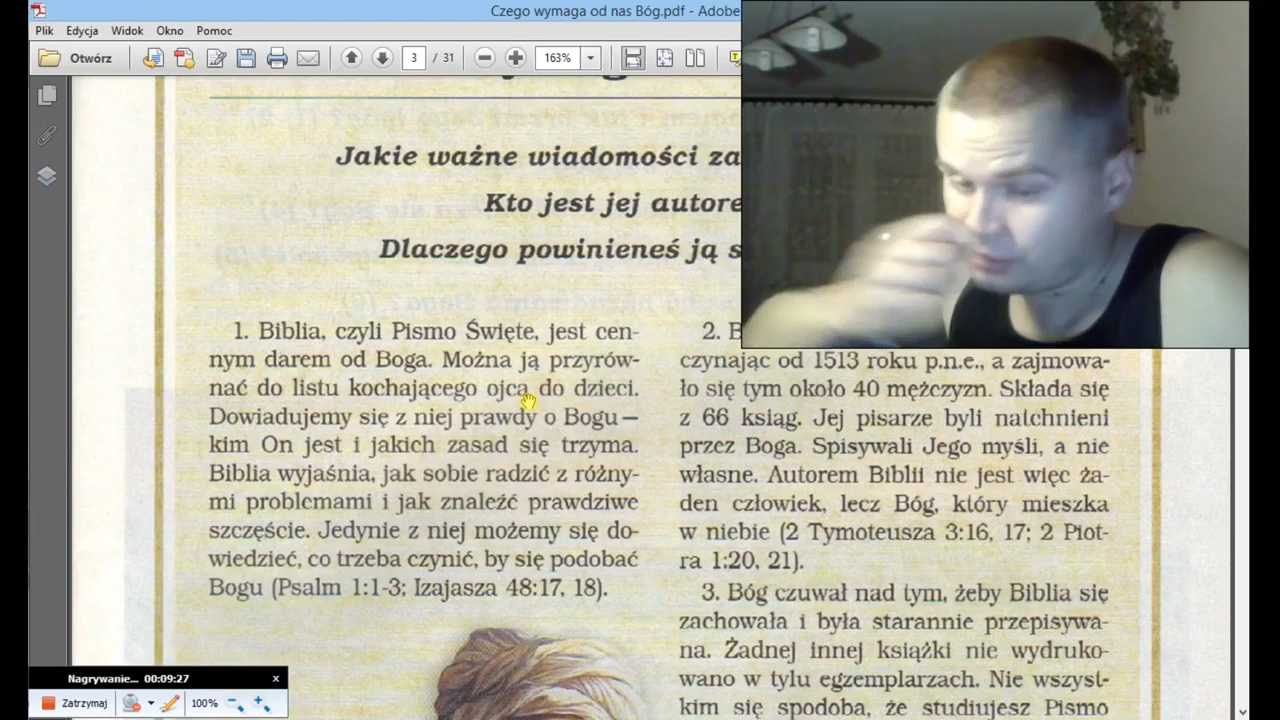 Czego wymaga od nas Bóg.pdf - Adobe
Plik Edycja Widok Okno Pomoc
Otwórz 3 / 31 163%
Jakie ważne wiadomości za
Kto jest jej autore
Dlaczego powinieneś ją s
1. Biblia, czyli Pismo Święte, jest cen-
nym darem od Boga. Można ją przyrów-
nać do listu kochającego ojca do dzieci.
Dowiadujemy się z niej prawdy o Bogu —
kim On jest i jakich zasad się trzyma.
Biblia wyjaśnia, jak sobie radzić z różny-
mi problemami i jak znaleźć prawdziwe
szczęście. Jedynie z niej możemy się do-
wiedzieć, co trzeba czynić, by się podobać
Bogu (Psalm 1:1-3; Izajasza 48:17, 18).
2. B
czynając od 1513 roku p.n.e., a zajmowa-
ło się tym około 40 mężczyzn. Składa się
z 66 ksiąg. Jej pisarze byli natchnieni
przez Boga. Spisywali Jego myśli, a nie
własne. Autorem Biblii nie jest więc ża-
den człowiek, lecz Bóg, który mieszka
w niebie (2 Tymoteusza 3:16, 17; 2 Piot-
ra 1:20, 21).
3. Bóg czuwał nad tym, żeby Biblia się
zachowała i była starannie przepisywa-
na. Żadnej innej książki nie wydruko-
wano w tylu egzemplarzach. Nie wszyst-
kim się spodoba, że studiujesz Pismo
Nagrywanie... 00:09:27
Zatrzymaj 100%